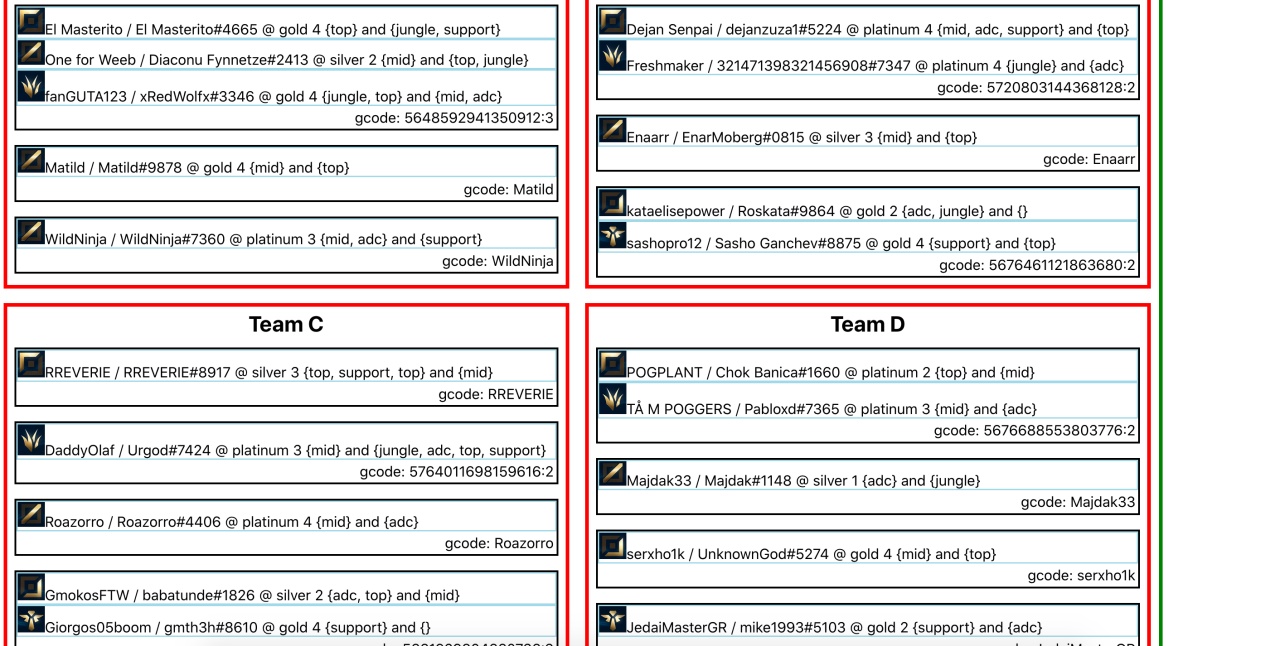 El Masterito / El Masterito#4665 @ gold 4 {top} and {jungle, support}
One for Weeb / Diaconu Fynnetze#2413 @ silver 2 {mid} and {top, jungle}
fanGUTA123 / xRedWolfx#3346 @ gold 4 {jungle, top} and {mid, adc}
gcode: 5648592941350912:3
Matild / Matild#9878 @ gold 4 {mid} and {top}
gcode: Matild
WildNinja / WildNinja#7360 @ platinum 3 {mid, adc} and {support}
gcode: WildNinja
Dejan Senpai / dejanzuza1#5224 @ platinum 4 {mid, adc, support} and {top}
Freshmaker / 321471398321456908#7347 @ platinum 4 {jungle} and {adc}
gcode: 5720803144368128:2
Enaarr / EnarMoberg#0815 @ silver 3 {mid} and {top}
gcode: Enaarr
kataelisepower / Roskata#9864 @ gold 2 {adc, jungle} and {}
sashopro12 / Sasho Ganchev#8875 @ gold 4 {support} and {top}
gcode: 5676461121863680:2
Team C
RREVERIE / RREVERIE#8917 @ silver 3 {top, support, top} and {mid}
gcode: RREVERIE
DaddyOlaf / Urgod#7424 @ platinum 3 {mid} and {jungle, adc, top, support}
gcode: 5764011698159616:2
Roazorro / Roazorro#4406 @ platinum 4 {mid} and {adc}
gcode: Roazorro
GmokosFTW / babatunde#1826 @ silver 2 {adc, top} and {mid}
Giorgos05boom / gmth3h#8610 @ gold 4 {support} and {}
Team D
POGPLANT / Chok Banica#1660 @ platinum 2 {top} and {mid}
TÅ M POGGERS / Pabloxd#7365 @ platinum 3 {mid} and {adc}
gcode: 5676688553803776:2
Majdak33 / Majdak#1148 @ silver 1 {adc} and {jungle}
gcode: Majdak33
serxho1k / UnknownGod#5274 @ gold 4 {mid} and {top}
gcode: serxho1k
JedaiMasterGR / mike1993#5103 @ gold 2 {support} and {adc}